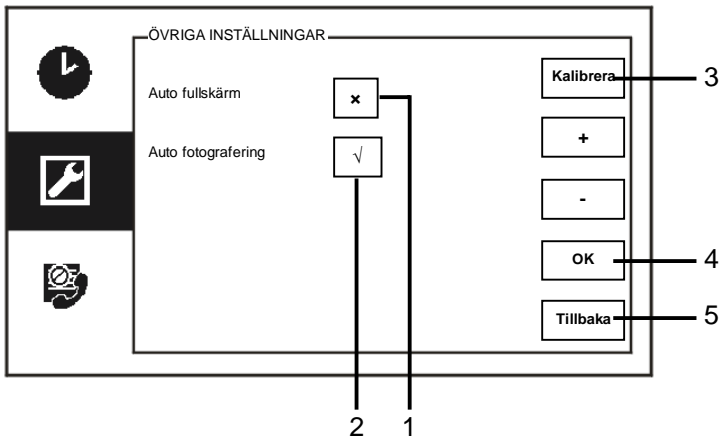 ÖVRIGA INSTÄLLNINGAR
Auto fullskärm
×
Auto fotografering
√
Kalibrera
+
-
OK
Tillbaka
3
4
5
2
1